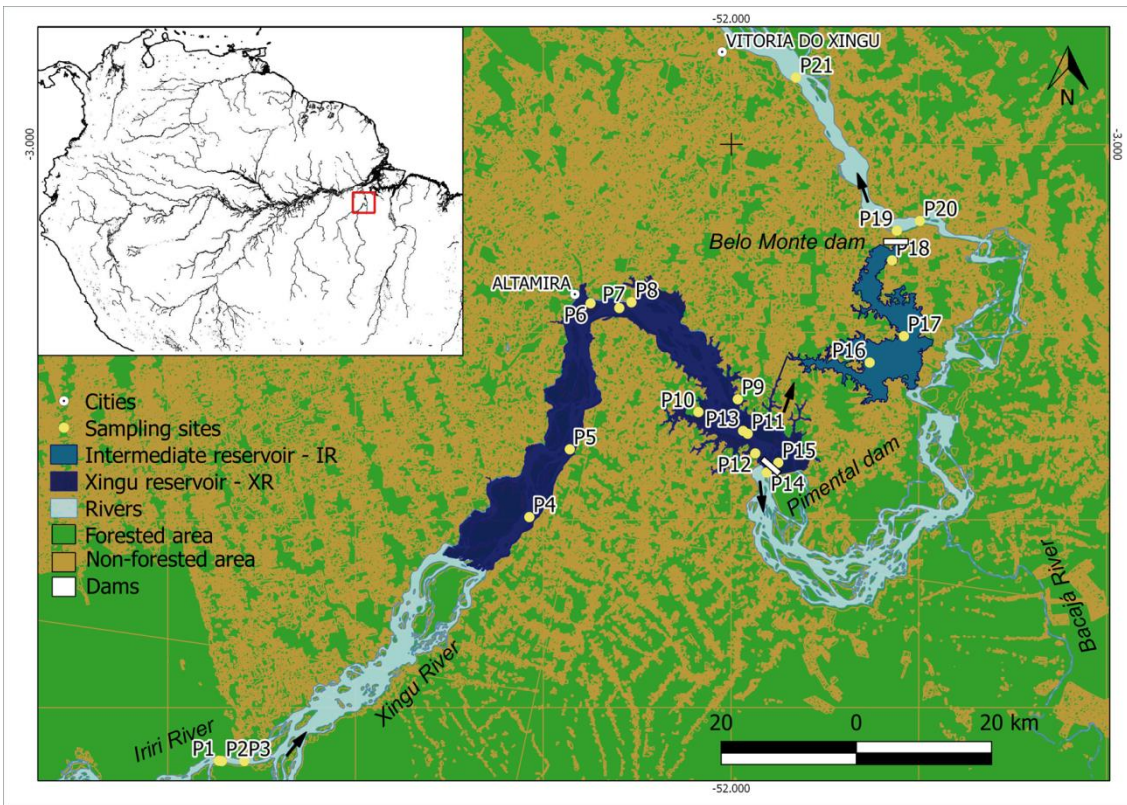 -52.000
VITORIA DO XINGU
P21
N
-3.000
-3.000
P19
P20
Belo Monte dam
P18
ALTAMIRA
P7
P8
P6
P17
P16
P9
P10
P13
P11
Cities
Sampling sites
P15
P12
Intermediate reservoir - IR
P5
P14
Pimental dam
Xingu reservoir - XR
Rivers
P4
Forested area
Non-forested area
Dams
Bacajá River
Xingu River
Iriri River
P1
P2
P3
20
0
20 km
-52.000